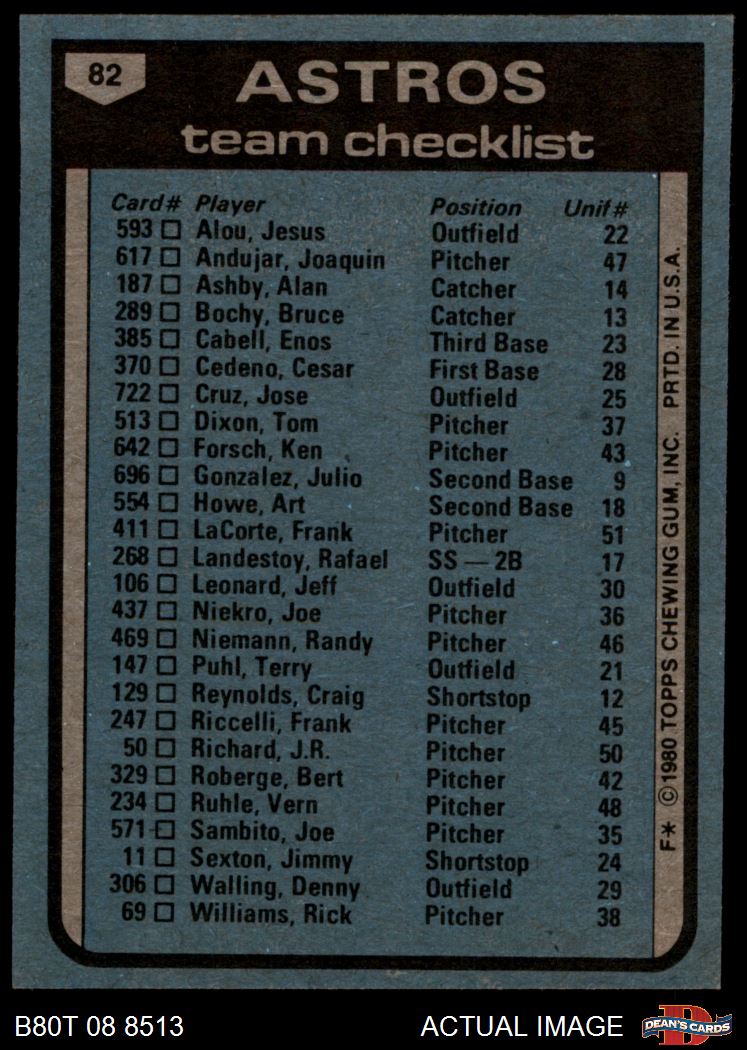 82
ASTROS
team checklist
Card# Player Position Unif#
593 Alou, Jesus Outfield 22
617 Andujar, Joaquin Pitcher 47
187 Ashby, Alan Catcher 14
289 Bochy, Bruce Catcher 13
385 Cabell, Enos Third Base 23
370 Cedeno, Cesar First Base 28
722 Cruz, Jose Outfield 25
513 Dixon, Tom Pitcher 37
642 Forsch, Ken Pitcher 43
696 Gonzalez, Julio Second Base 9
554 Howe, Art Second Base 18
411 LaCorte, Frank Pitcher 51
268 Landestoy, Rafael SS — 2B 17
106 Leonard, Jeff Outfield 30
437 Niekro, Joe Pitcher 36
469 Niemann, Randy Pitcher 46
147 Puhl, Terry Outfield 21
129 Reynolds, Craig Shortstop 12
247 Riccelli, Frank Pitcher 45
50 Richard, J.R. Pitcher 50
329 Roberge, Bert Pitcher 42
234 Ruhle, Vern Pitcher 48
571 Sambito, Joe Pitcher 35
11 Sexton, Jimmy Shortstop 24
306 Walling, Denny Outfield 29
69 Williams, Rick Pitcher 38
F* ©1980 TOPPS CHEWING GUM, INC. PRTD. IN U.S.A.
B80T 08 8513 ACTUAL IMAGE
D
DEAN'S CARDS